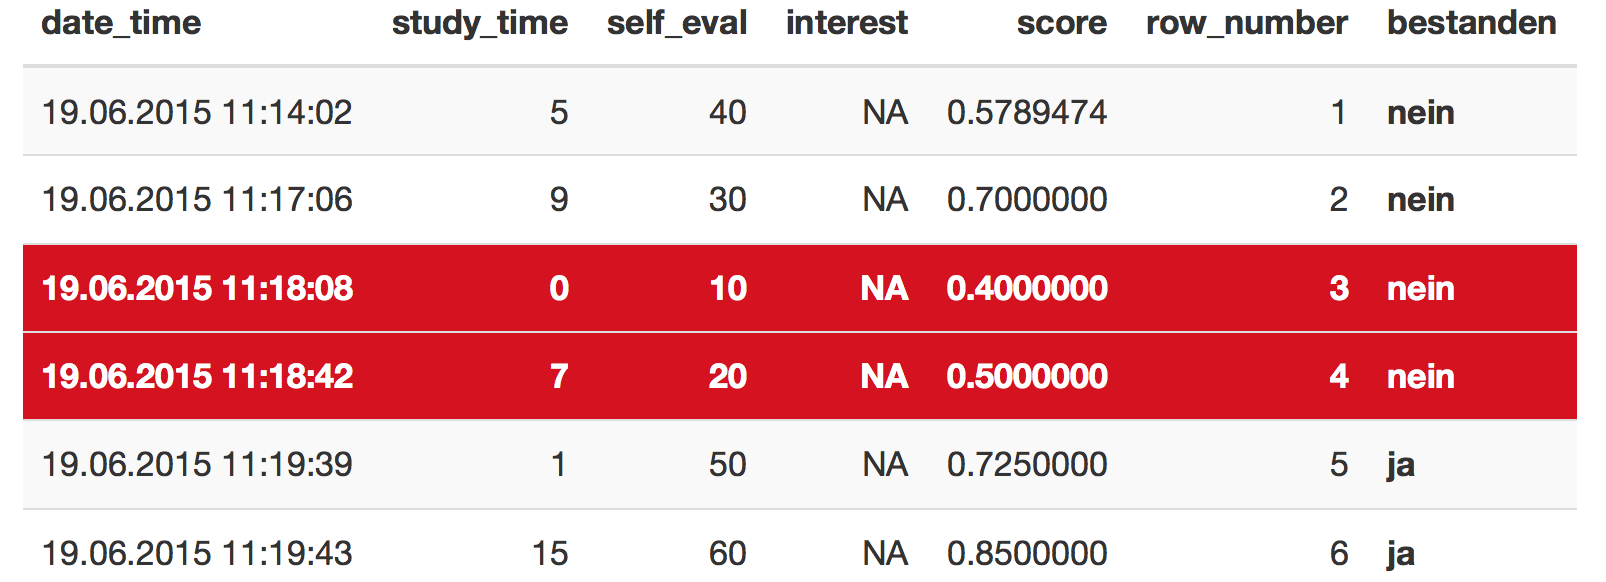 date_time study_time self_eval interest score row_number bestanden
19.06.2015 11:14:02 5 40 NA 0.5789474 1 nein
19.06.2015 11:17:06 9 30 NA 0.7000000 2 nein
19.06.2015 11:18:08 0 10 NA 0.4000000 3 nein
19.06.2015 11:18:42 7 20 NA 0.5000000 4 nein
19.06.2015 11:19:39 1 50 NA 0.7250000 5 ja
19.06.2015 11:19:43 15 60 NA 0.8500000 6 ja